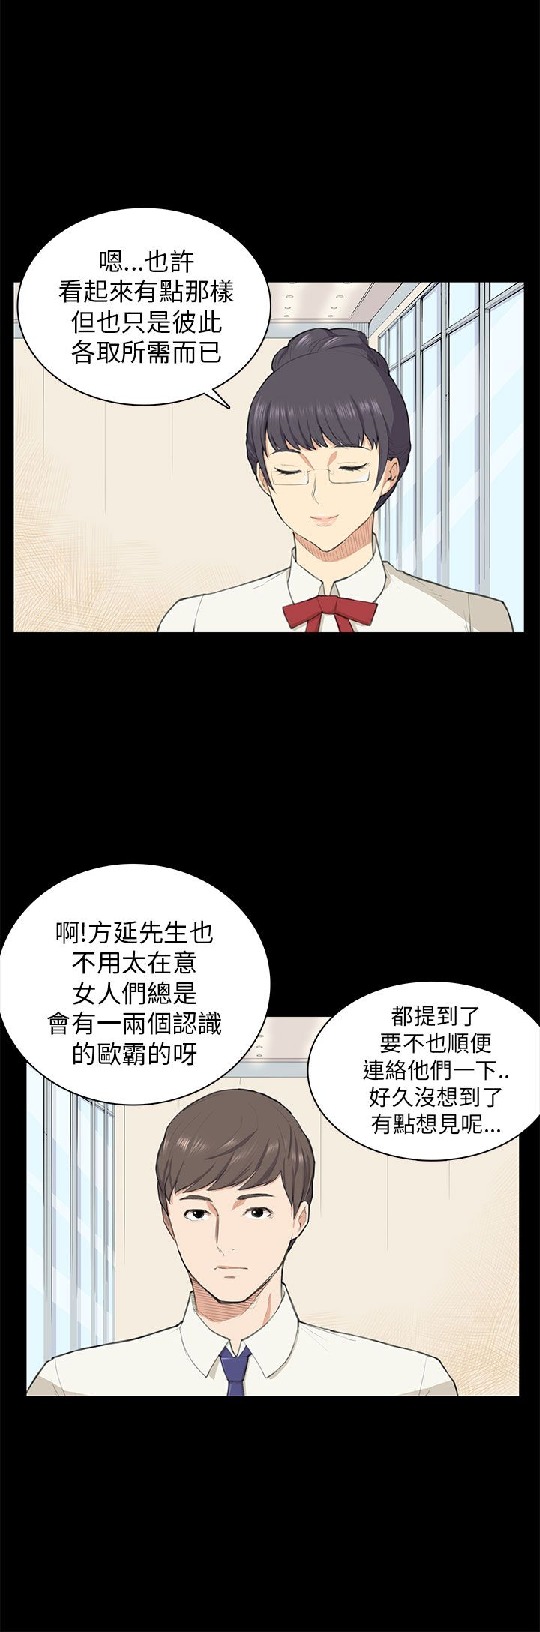 嗯...也許
看起來有點那樣
但也只是彼此
各取所需而已
啊!方延先生也
不用太在意
女人們總是
會有一兩個認識
的歐霸的呀
都提到了
要不也順便
連絡他們一下..
好久沒想到了
有點想見呢...